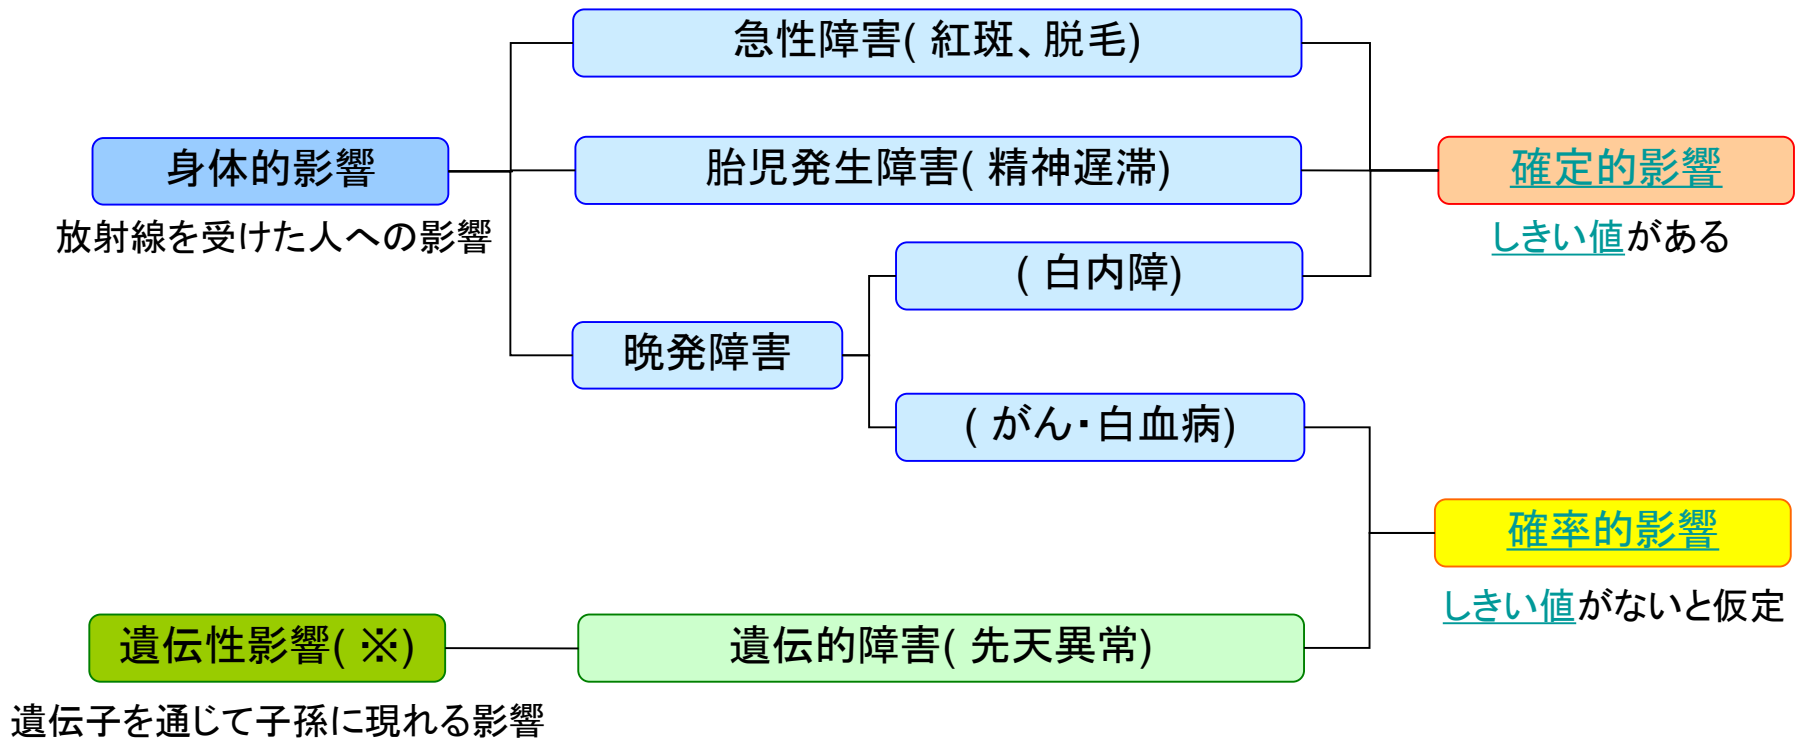 急性障害( 紅斑、脱毛)
身体的影響
胎児発生障害( 精神遅滞)
確定的影響
放射線を受けた人への影響
しきい値がある
( 白内障)
晩発障害
( がん・白血病)
確率的影響
しきい値がないと仮定
遺伝性影響( ※)
遺伝的障害( 先天異常)
遺伝子を通じて子孫に現れる影響